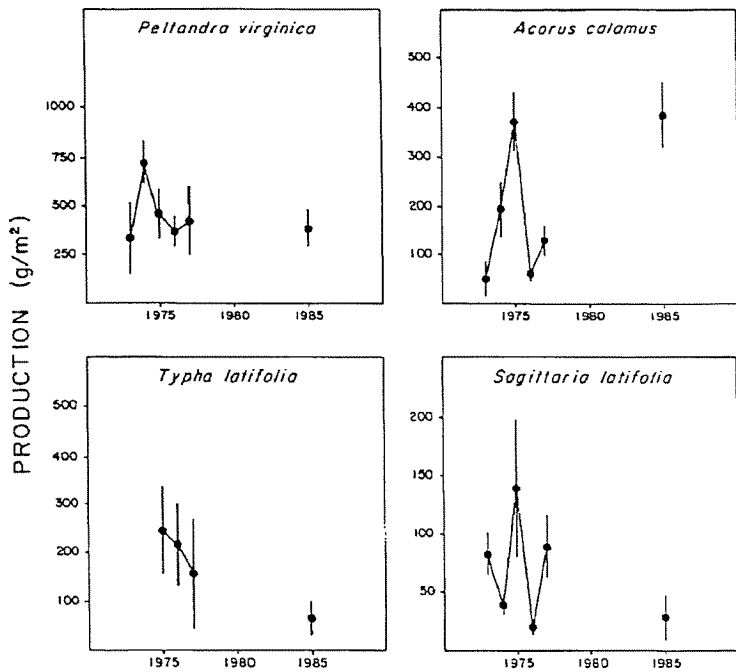 PRODUCTION (g/m²)
Peltandra virginica
1000
750
500
250
1975 1980 1985
Acorus calamus
500
400
300
200
100
1975 1980 1985
Typha latifolia
500
400
300
200
100
1975 1980 1985
Sagittaria latifolia
200
150
100
50
1975 1980 1985